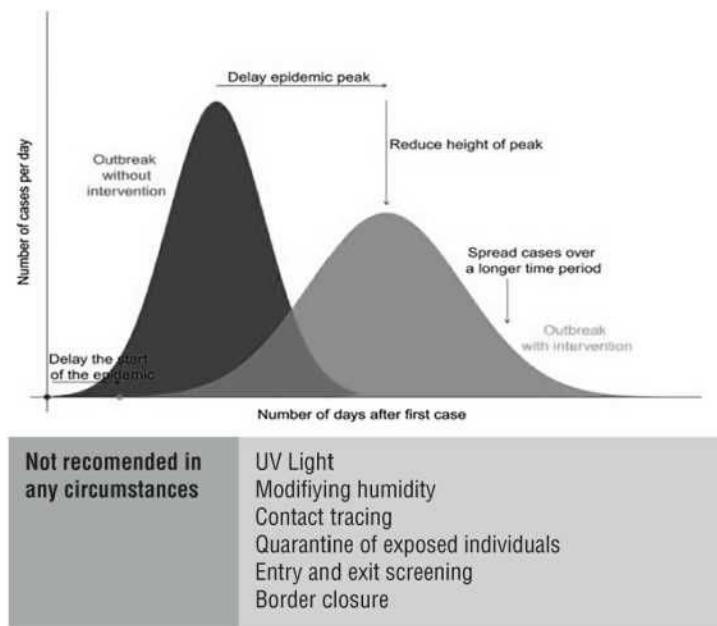 Number of cases per day
Delay epidemic peak
Outbreak
without
intervention
Reduce height of peak
Spread cases over
a longer time period
Outbreak
with intervention
Delay the start
of the epidemic
Number of days after first case
Not recomended in
any circumstances
UV Light
Modifiying humidity
Contact tracing
Quarantine of exposed individuals
Entry and exit screening
Border closure